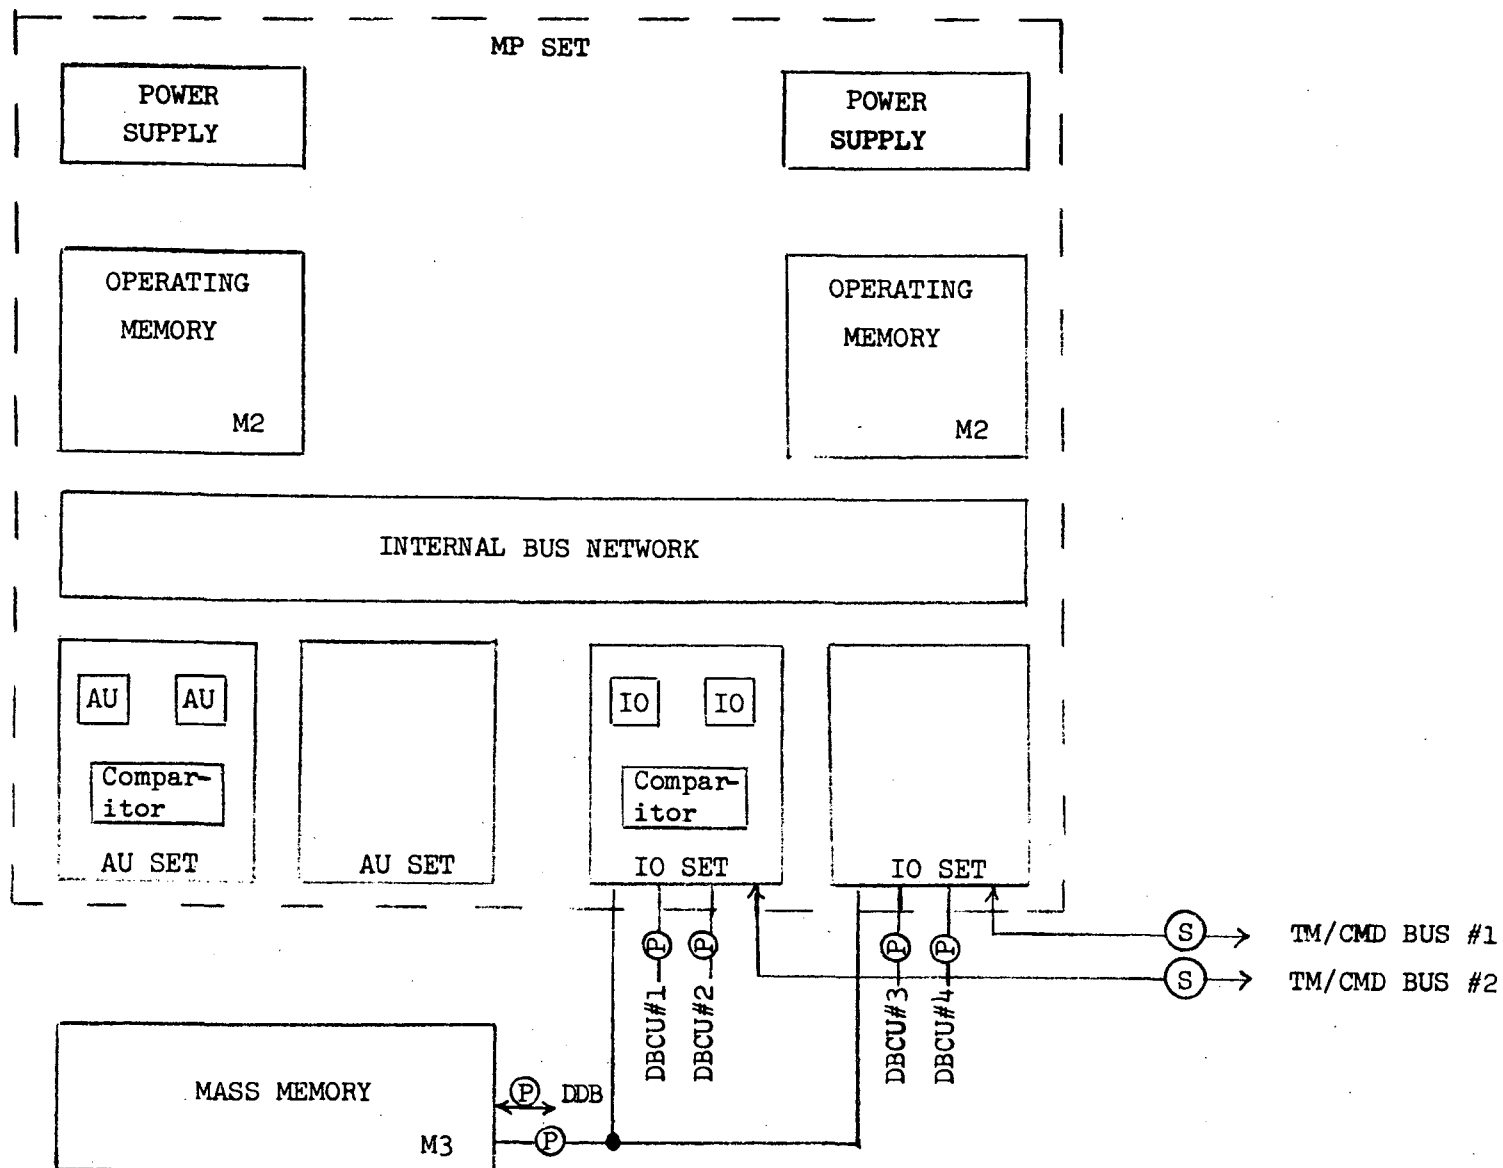 MP SET
POWER
SUPPLY
POWER
SUPPLY
OPERATING
MEMORY
M2
OPERATING
MEMORY
M2
INTERNAL BUS NETWORK
AU
AU
Compar-
itor
AU SET
AU SET
IO
IO
Compar-
itor
IO SET
IO SET
P
P
P
P
DBCU#1
DBCU#2
DBCU#3
DBCU#4
S
TM/CMD BUS #1
S
TM/CMD BUS #2
MASS MEMORY
M3
P
DDB
P